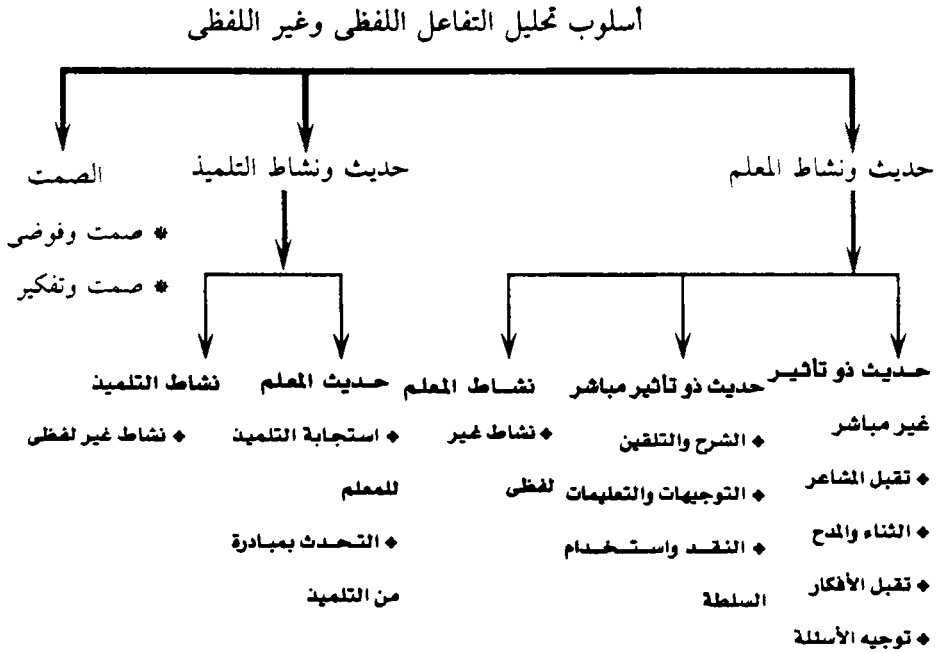 أسلوب تحليل التفاعل اللفظى وغير اللفظى
حديث ونشاط المعلم
حديث ونشاط التلميذ
الصمت
* صمت وفوضى
* صمت وتفكير
حديث ذو تأثير
غير مباشر
◆ تقبل المشاعر
◆ الثناء والمدح
◆ تقبل الأفكار
◆ توجيه الأسئلة
حديث ذو تأثير مباشر
◆ الشرح والتلقين
◆ التوجيهات والتعليمات
◆ النقد واستخدام
السلطة
نشاط المعلم
◆ نشاط غير
لفظى
حديث المعلم
◆ استجابة التلميذ
للمعلم
◆ التحدث بمبادرة
من التلميذ
نشاط التلميذ
◆ نشاط غير لفظى